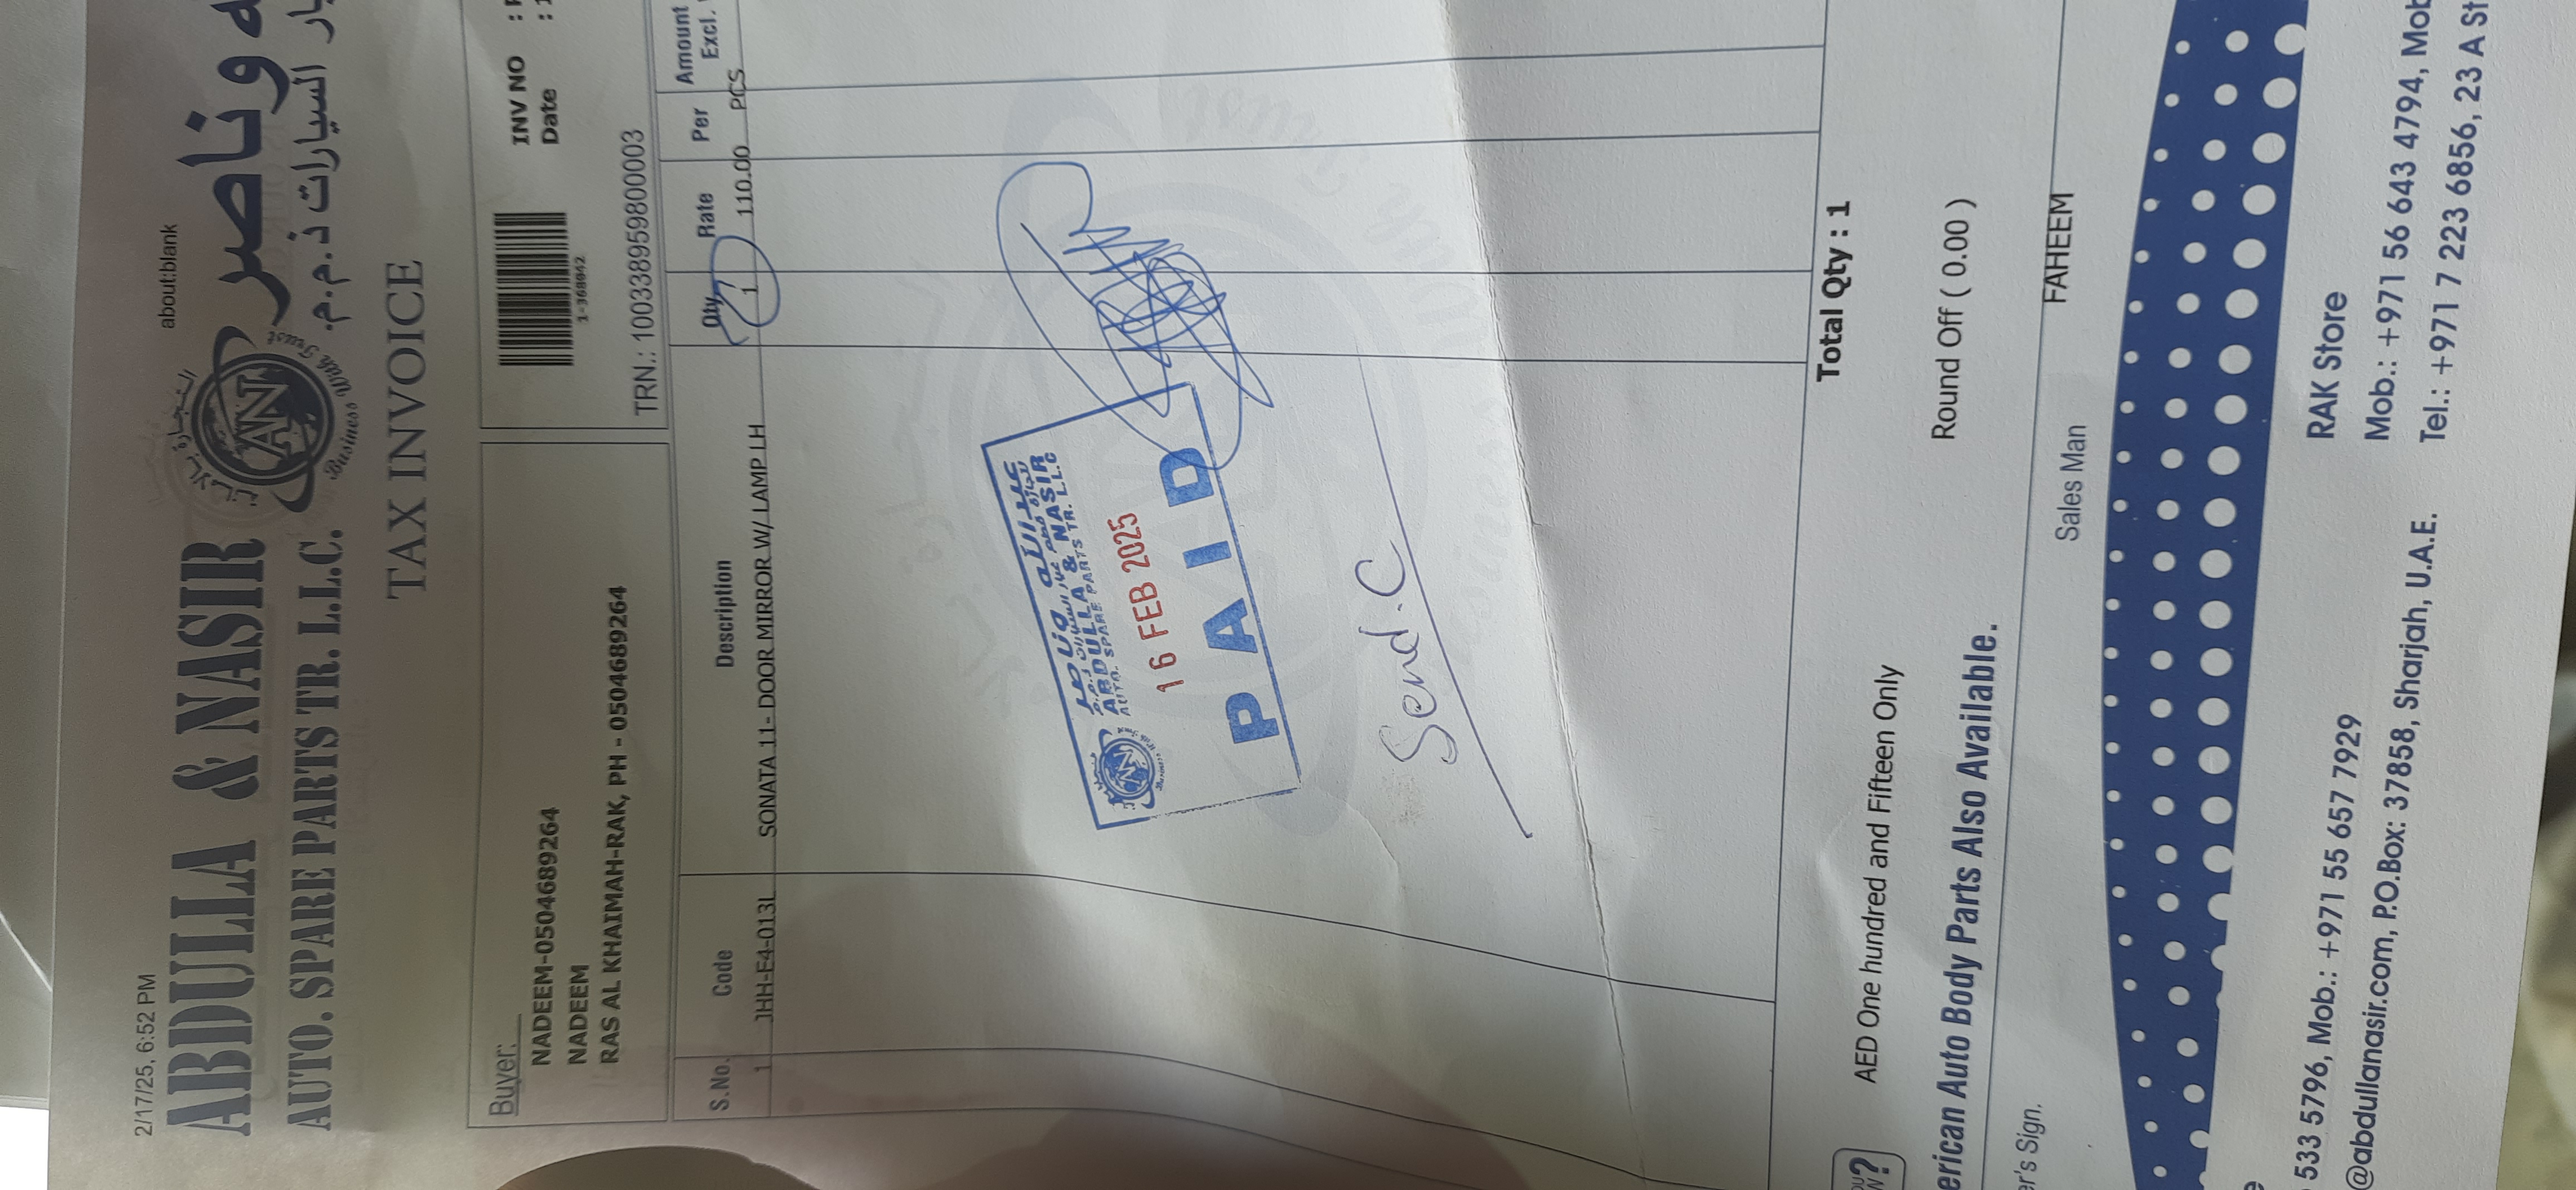 2/17/25, 6:52 PM about:blank
ABDULLA & NASIR
AUTO. SPARE PARTS TR. L.L.C.
وناصر
السيارات ذ.م.م.
AN
Business With Trust
TAX INVOICE
Buyer:
NADEEM-0504689264
NADEEM
RAS AL KHAIMAH-RAK, PH - 0504689264
1-368042
INV NO :
Date :
TRN.: 100338959800003
S.No. Code Description Qty Rate Per Amount Excl.
1 JHH-E4-013L SONATA 11- DOOR MIRROR W/ LAMP LH 1 110.00 PCS
ABDULLA & NASIR
AUTO. SPARE PARTS TR. L.L.C
16 FEB 2025
PAID
Send.C
Total Qty : 1
AED One hundred and Fifteen Only
Round Off ( 0.00 )
erican Auto Body Parts Also Available.
er's Sign. Sales Man FAHEEM
RAK Store
533 5796, Mob.: +971 55 657 7929 Mob.: +971 56 643 4794, Mob
@abdullanasir.com, P.O.Box: 37858, Sharjah, U.A.E. Tel.: +971 7 223 6856, 23 A St